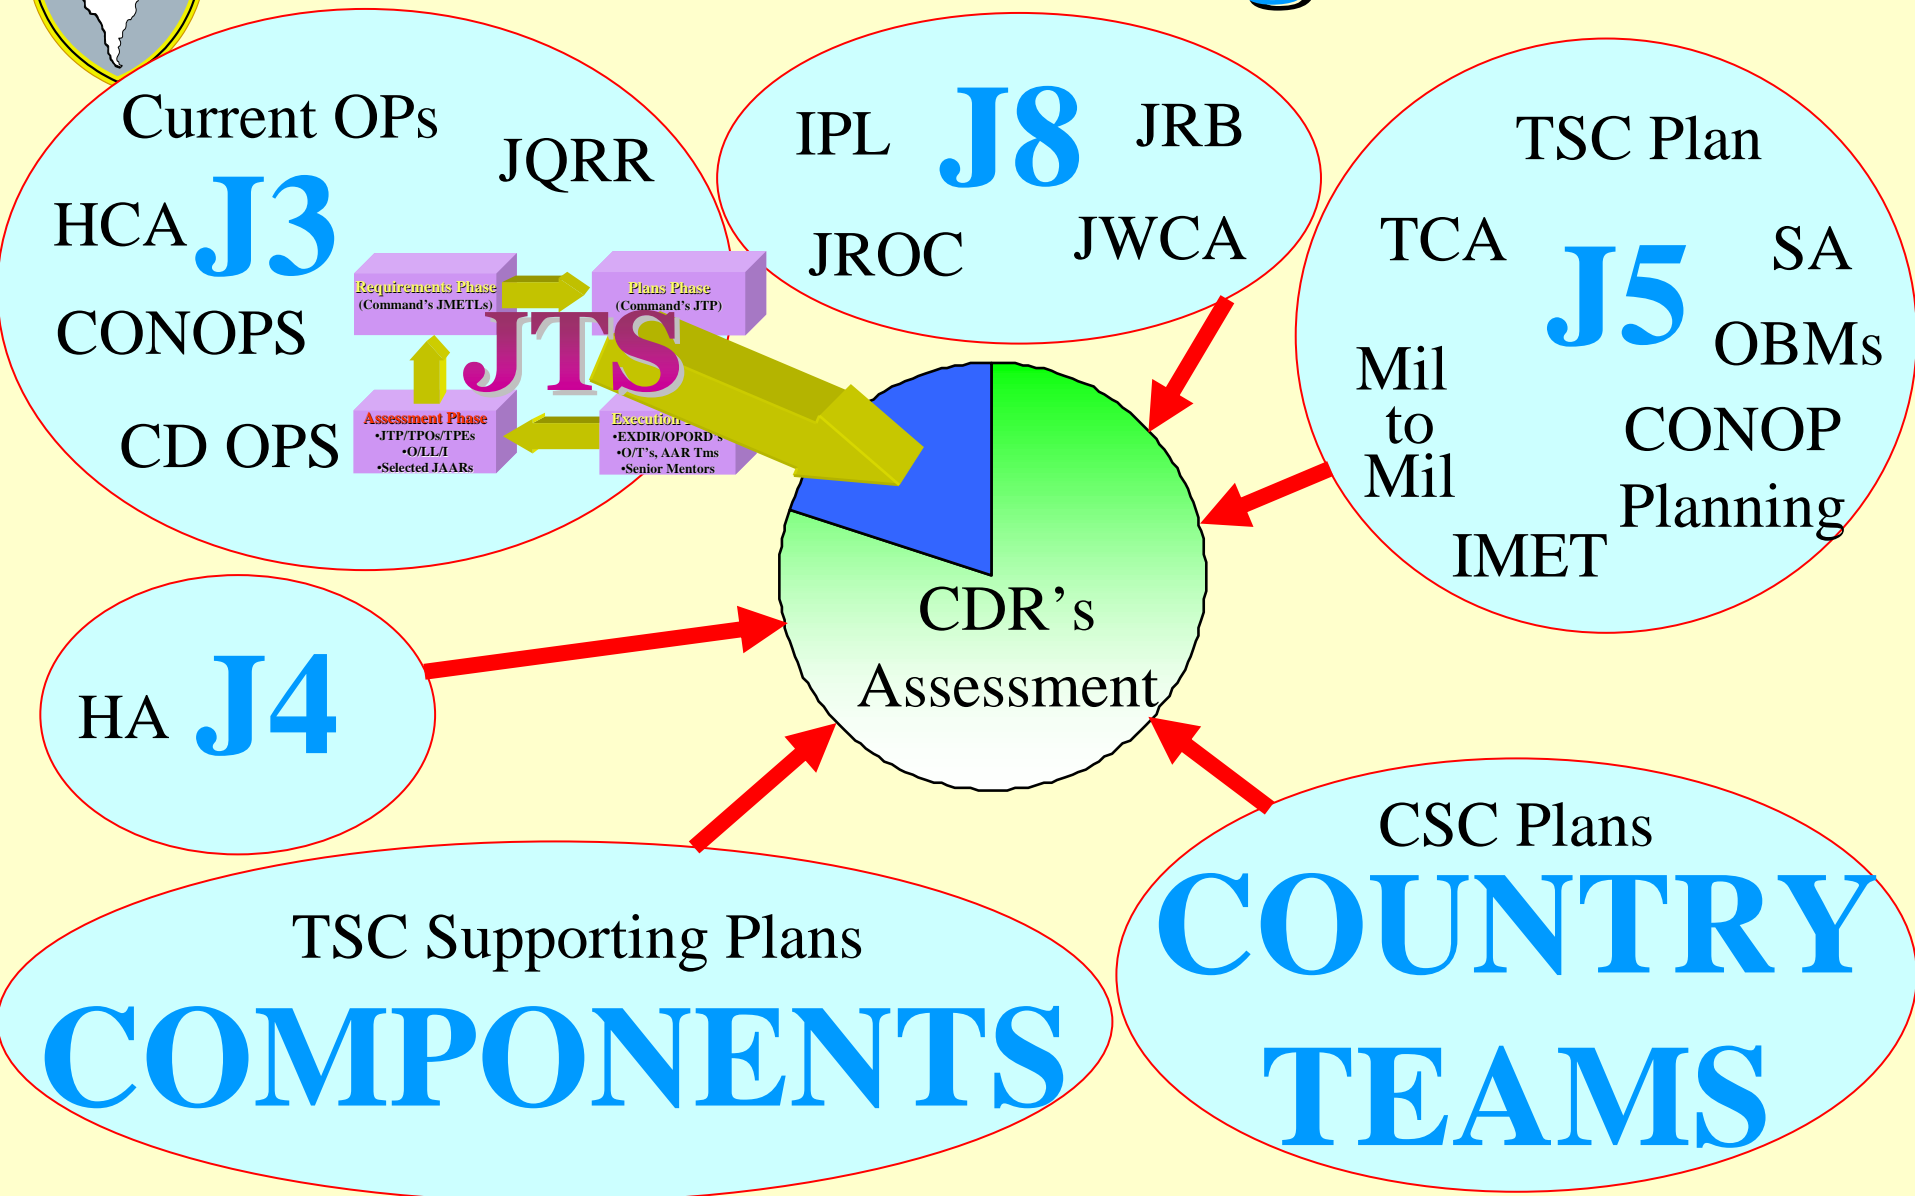 Current OPs
JQRR
HCA
J3
CONOPS
CD OPS
Requirements Phase
(Command's JMETLs)
Plans Phase
(Command's JTP)
JTS
Assessment Phase
•JTP/TPOs/TPEs
•O/LL/I
•Selected JAARs
Execution
•EXDIR/OPORD's
•O/T's, AAR Tms
•Senior Mentors
IPL
J8
JRB
JROC
JWCA
TSC Plan
TCA
J5
SA
OBMs
Mil
to
Mil
CONOP
Planning
IMET
CDR's
Assessment
HA
J4
TSC Supporting Plans
COMPONENTS
CSC Plans
COUNTRY
TEAMS